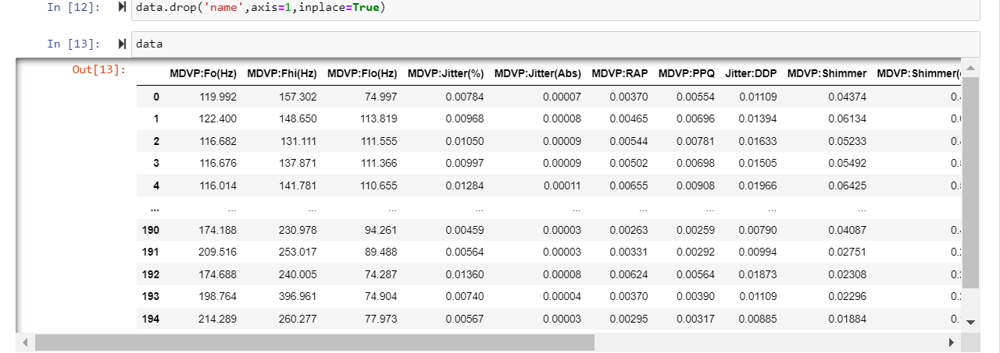 In [12]: data.drop('name',axis=1,inplace=True)
In [13]: data
Out[13]:
MDVP:Fo(Hz) MDVP:Fhi(Hz) MDVP:Flo(Hz) MDVP:Jitter(%) MDVP:Jitter(Abs) MDVP:RAP MDVP:PPQ Jitter:DDP MDVP:Shimmer MDVP:Shimmer(
0 119.992 157.302 74.997 0.00784 0.00007 0.00370 0.00554 0.01109 0.04374 0.
1 122.400 148.650 113.819 0.00968 0.00008 0.00465 0.00696 0.01394 0.06134 0.
2 116.682 131.111 111.555 0.01050 0.00009 0.00544 0.00781 0.01633 0.05233 0.
3 116.676 137.871 111.366 0.00997 0.00009 0.00502 0.00698 0.01505 0.05492 0.
4 116.014 141.781 110.655 0.01284 0.00011 0.00655 0.00908 0.01966 0.06425 0.
... ... ... ... ... ... ... ... ... ...
190 174.188 230.978 94.261 0.00459 0.00003 0.00263 0.00259 0.00790 0.04087 0.
191 209.516 253.017 89.488 0.00564 0.00003 0.00331 0.00292 0.00994 0.02751 0.
192 174.688 240.005 74.287 0.01360 0.00008 0.00624 0.00564 0.01873 0.02308 0.
193 198.764 396.961 74.904 0.00740 0.00004 0.00370 0.00390 0.01109 0.02296 0.
194 214.289 260.277 77.973 0.00567 0.00003 0.00295 0.00317 0.00885 0.01884 0.